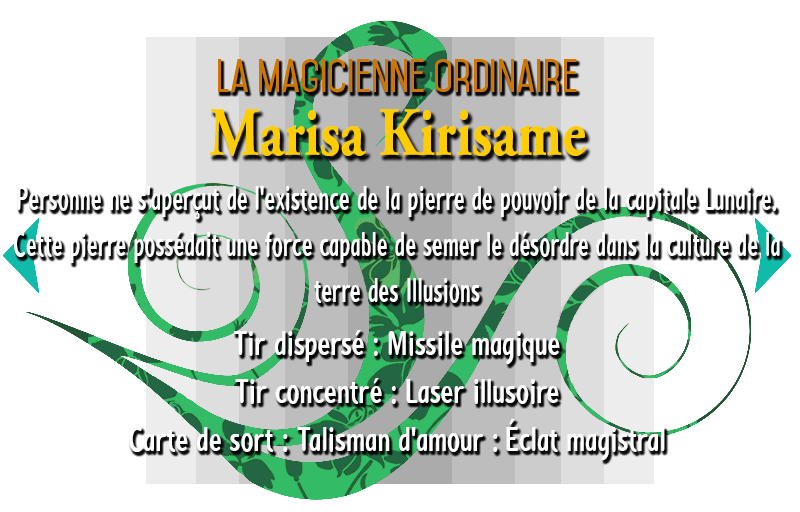 LA MAGICIENNE ORDINAIRE
Marisa Kirisame
Personne ne s'aperçut de l'existence de la pierre de pouvoir de la capitale Lunaire.
Cette pierre possédait une force capable de semer le désordre dans la culture de la
terre des Illusions
Tir dispersé : Missile magique
Tir concentré : Laser illusoire
Carte de sort : Talisman d'amour : Éclat magistral